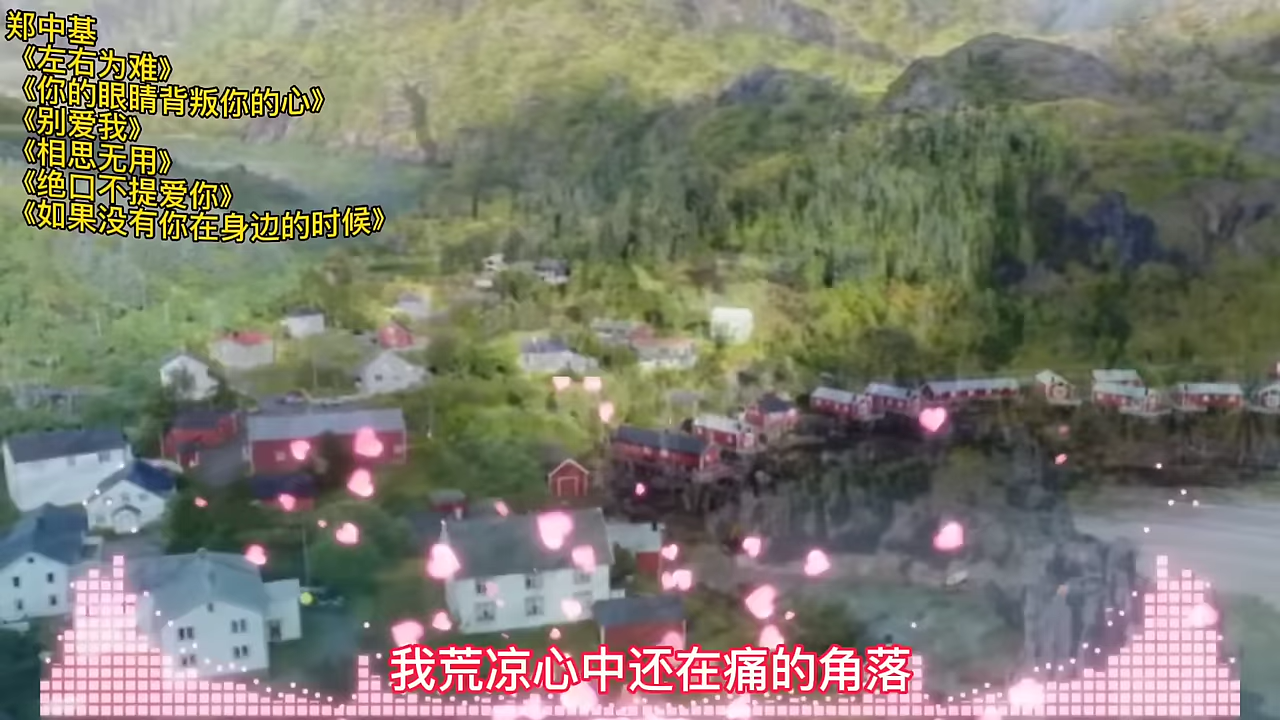 郑中基
《左右为难》
《你的眼睛背叛你的心》
《别爱我》
《相思无用》
《绝口不提爱你》
《如果没有你在身边的时候》
我荒凉心中还在痛的角落